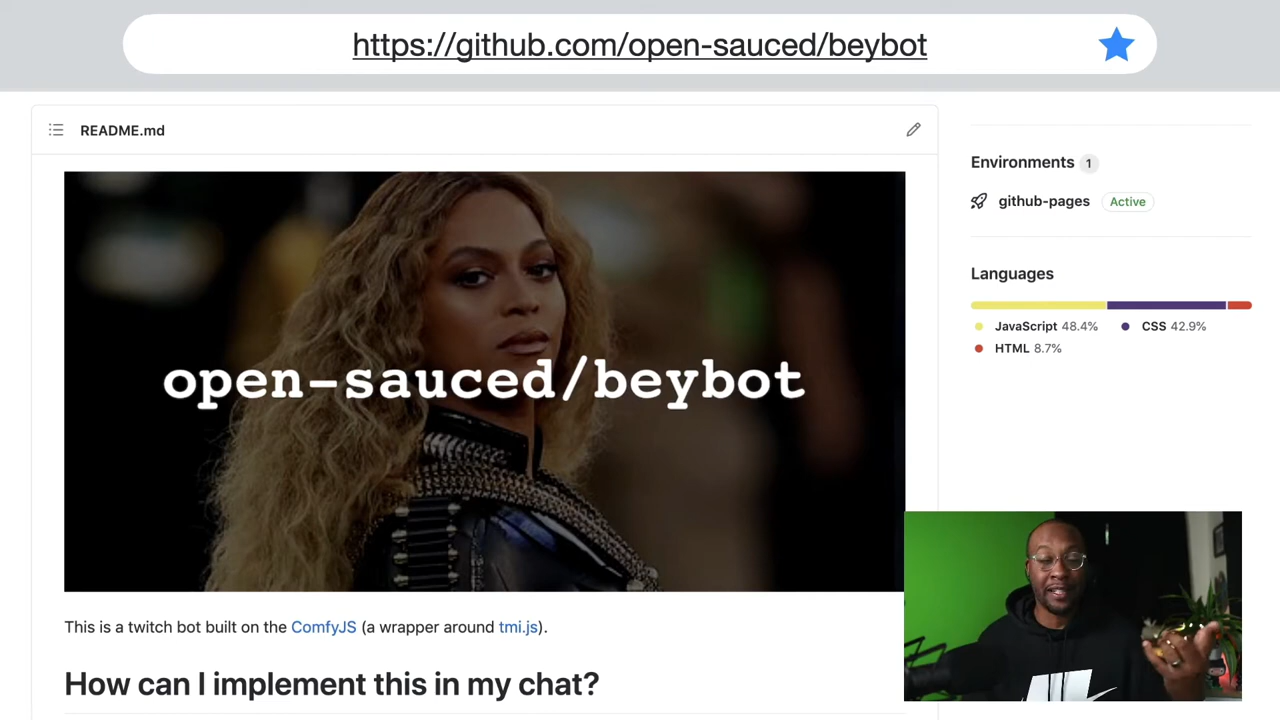 https://github.com/open-sauced/beybot
README.md
open-sauced/beybot
This is a twitch bot built on the ComfyJS (a wrapper around tmi.js).
How can I implement this in my chat?
Environments 1
github-pages Active
Languages
JavaScript 48.4% CSS 42.9%
HTML 8.7%